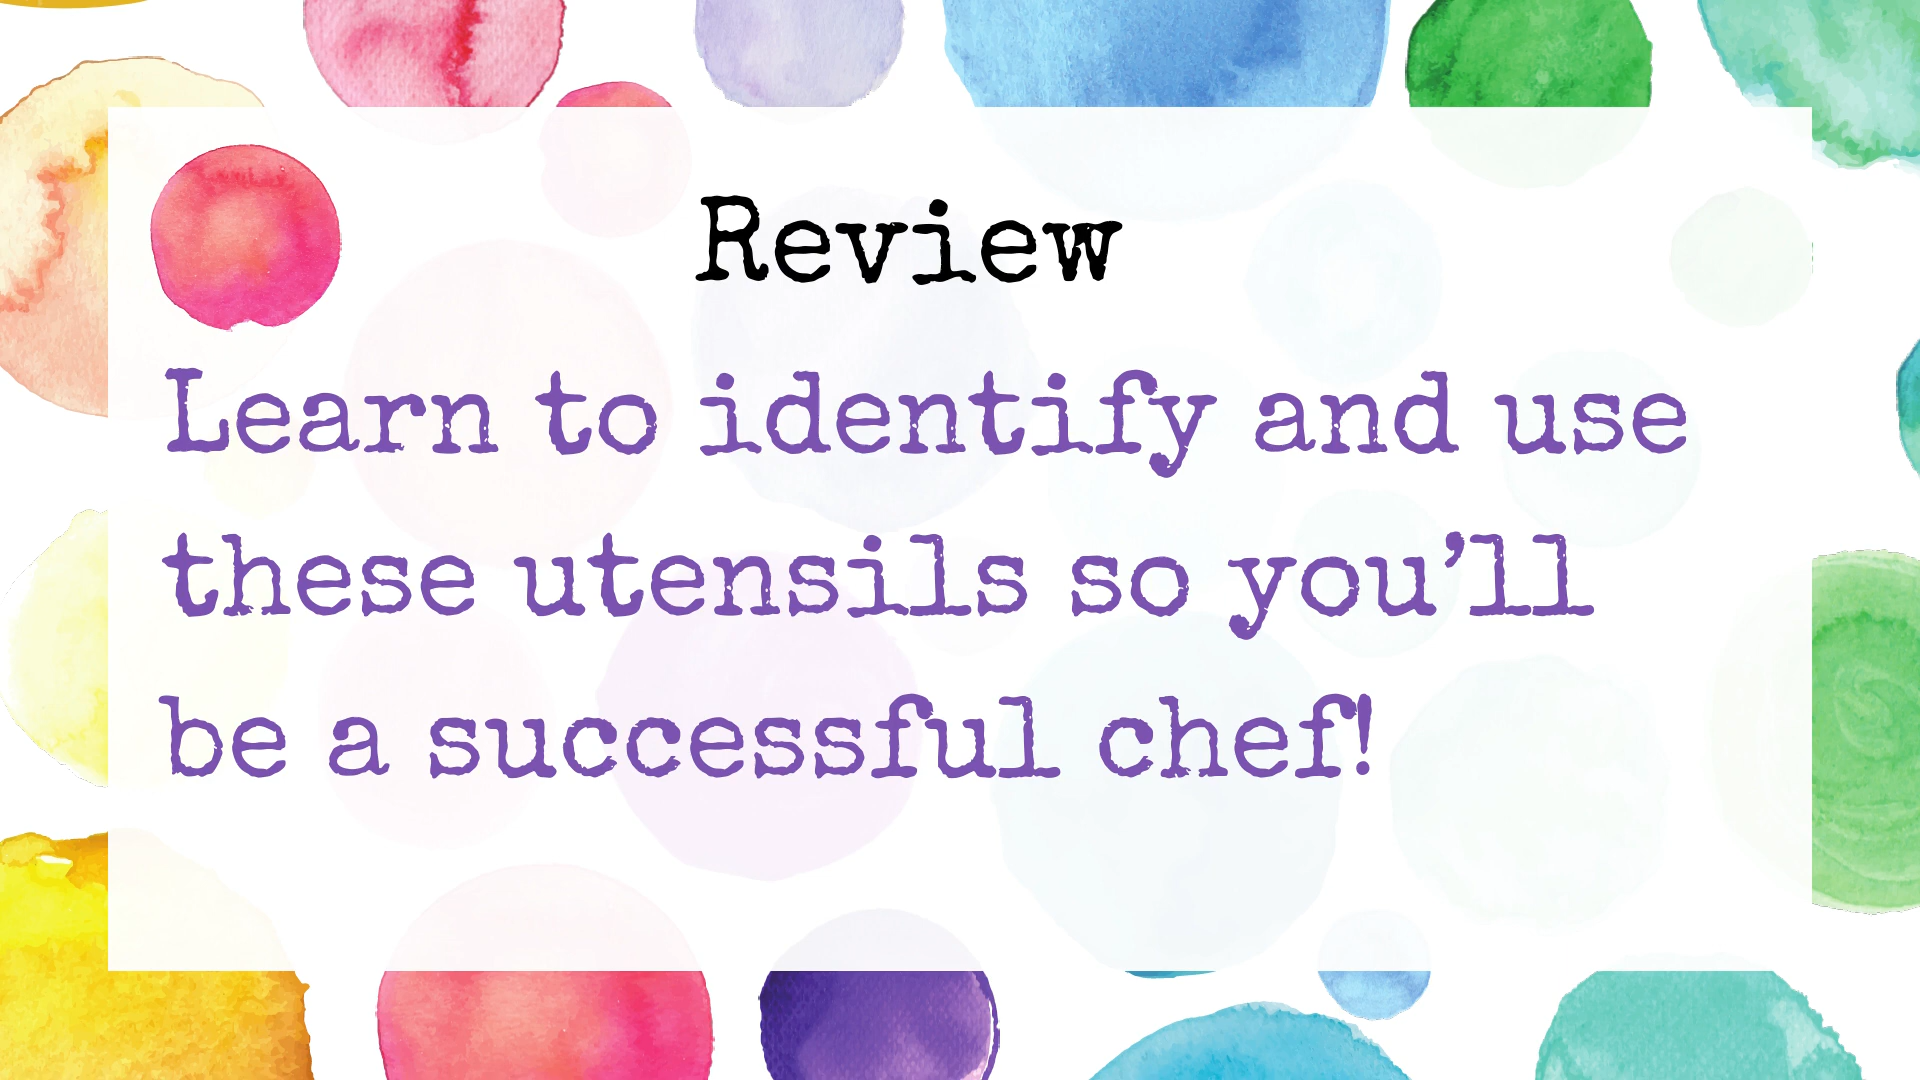 Review
Learn to identify and use
these utensils so you’ll
be a successful chef!